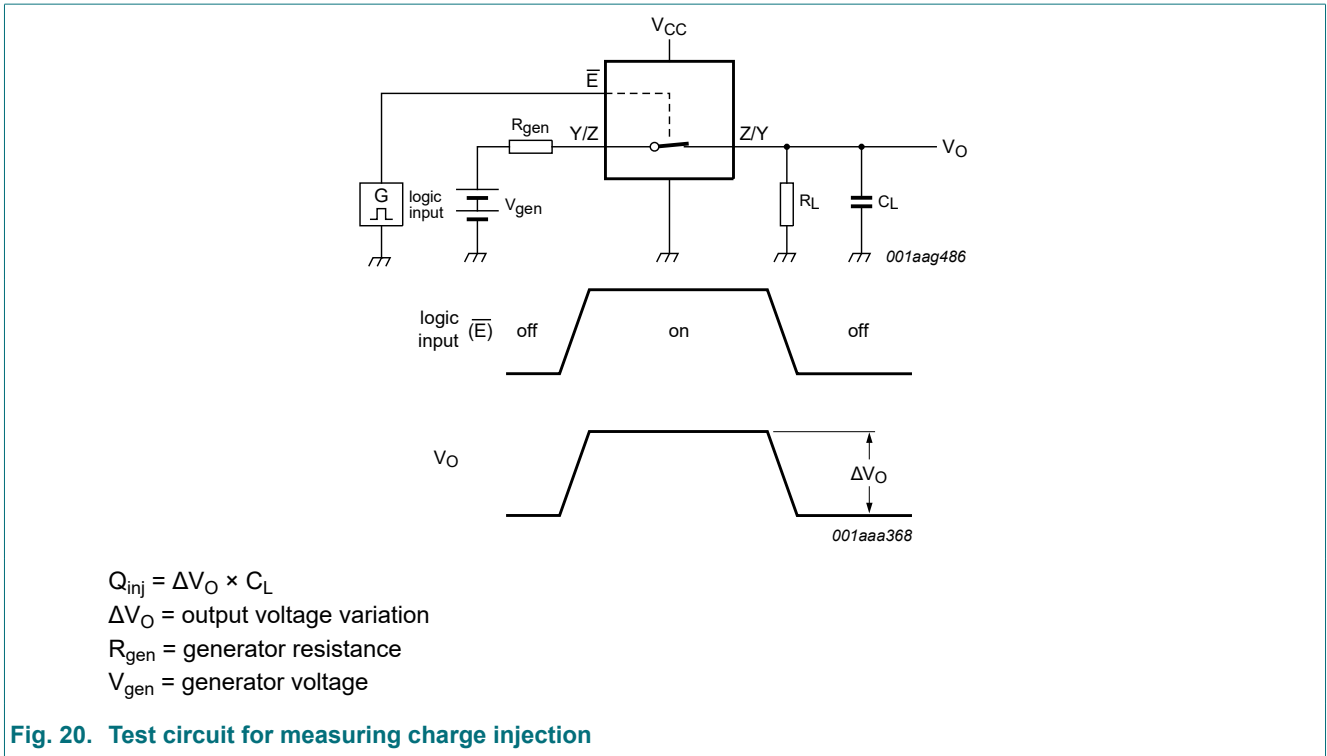 VCC
E̅
Rgen
Y/Z
Z/Y
VO
G
logic
input
Vgen
RL
CL
001aag486
logic
input
(E̅)
off
on
off
VO
ΔVO
001aaa368
Qinj = ΔVO × CL
ΔVO = output voltage variation
Rgen = generator resistance
Vgen = generator voltage
Fig. 20. Test circuit for measuring charge injection